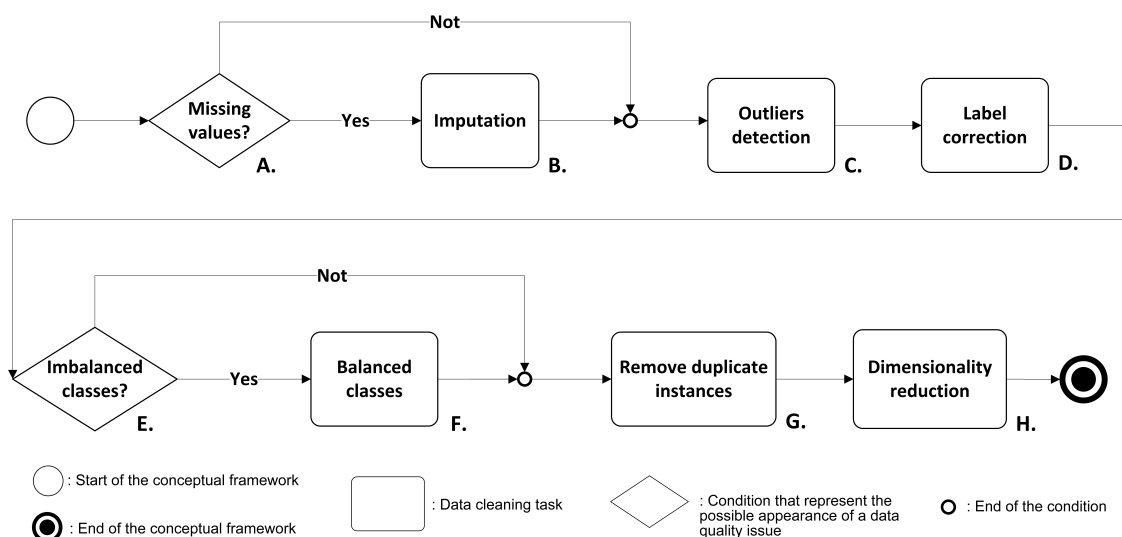 Not
Missing
values?
Yes
Imputation
Outliers
detection
Label
correction
A.
B.
C.
D.
Not
Imbalanced
classes?
Yes
Balanced
classes
Remove duplicate
instances
Dimensionality
reduction
E.
F.
G.
H.
: Start of the conceptual framework
: End of the conceptual framework
: Data cleaning task
: Condition that represent the
possible appearance of a data
quality issue
: End of the condition